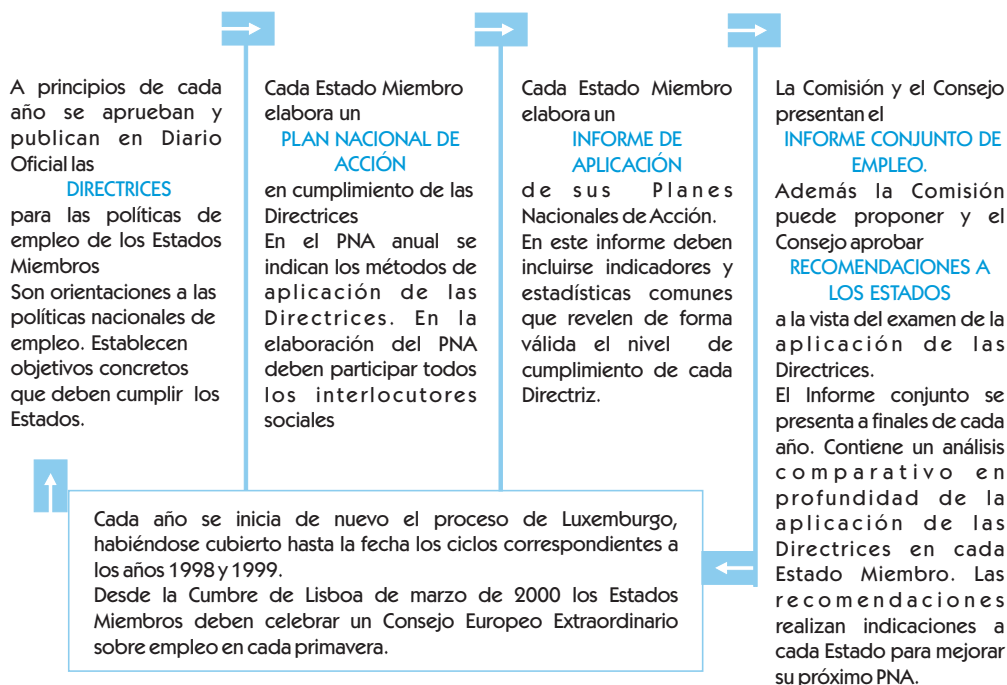 A principios de cada
año se aprueban y
publican en Diario
Oficial las
DIRECTRICES
para las políticas de
empleo de los Estados
Miembros
Son orientaciones a las
políticas nacionales de
empleo. Establecen
objetivos concretos
que deben cumplir los
Estados.
Cada Estado Miembro
elabora un
PLAN NACIONAL DE
ACCIÓN
en cumplimiento de las
Directrices
En el PNA anual se
indican los métodos de
aplicación de las
Directrices. En la
elaboración del PNA
deben participar todos
los interlocutores
sociales
Cada Estado Miembro
elabora un
INFORME DE
APLICACIÓN
de sus Planes
Nacionales de Acción.
En este informe deben
incluirse indicadores y
estadísticas comunes
que revelen de forma
válida el nivel de
cumplimiento de cada
Directriz.
La Comisión y el Consejo
presentan el
INFORME CONJUNTO DE
EMPLEO.
Además la Comisión
puede proponer y el
Consejo aprobar
RECOMENDACIONES A
LOS ESTADOS
a la vista del examen de la
aplicación de las
Directrices.
El Informe conjunto se
presenta a finales de cada
año. Contiene un análisis
comparativo en
profundidad de la
aplicación de las
Directrices en cada
Estado Miembro. Las
recomendaciones
realizan indicaciones a
cada Estado para mejorar
su próximo PNA.
Cada año se inicia de nuevo el proceso de Luxemburgo,
habiéndose cubierto hasta la fecha los ciclos correspondientes a
los años 1998 y 1999.
Desde la Cumbre de Lisboa de marzo de 2000 los Estados
Miembros deben celebrar un Consejo Europeo Extraordinario
sobre empleo en cada primavera.